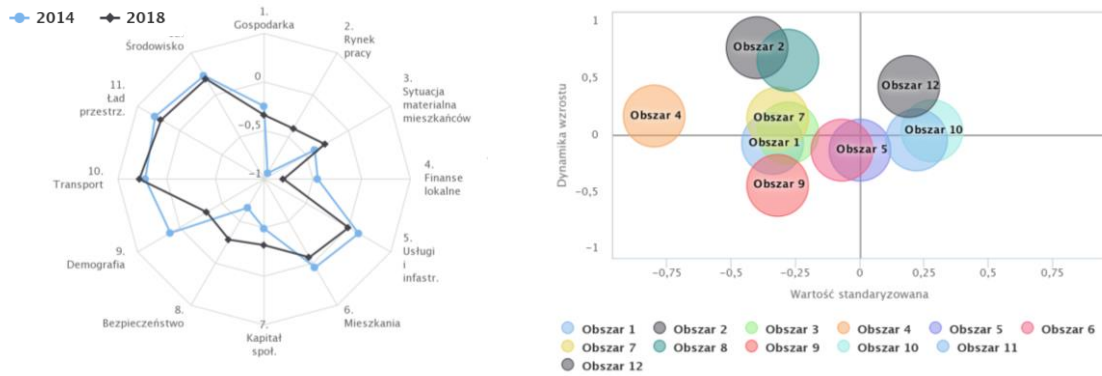 2014 2018
1.
Gospodarka
2.
Rynek
pracy
3.
Sytuacja
materialna
mieszkańców
4.
Finanse
lokalne
5.
Usługi
i
infastr.
6.
Mieszkania
7.
Kapitał
społ.
8.
Bezpieczeństwo
9.
Demografia
10.
Transport
11.
Ład
przestrz.
Środowisko
0
-0,5
-1
Dynamika wzrostu
1
0,5
0
-0,5
-1
Obszar 2
Obszar 12
Obszar 4
Obszar 7
Obszar 10
Obszar 1
Obszar 5
Obszar 9
-0,75 -0,5 -0,25 0 0,25 0,5 0,75
Wartość standaryzowana
Obszar 1 Obszar 2 Obszar 3 Obszar 4 Obszar 5 Obszar 6
Obszar 7 Obszar 8 Obszar 9 Obszar 10 Obszar 11
Obszar 12